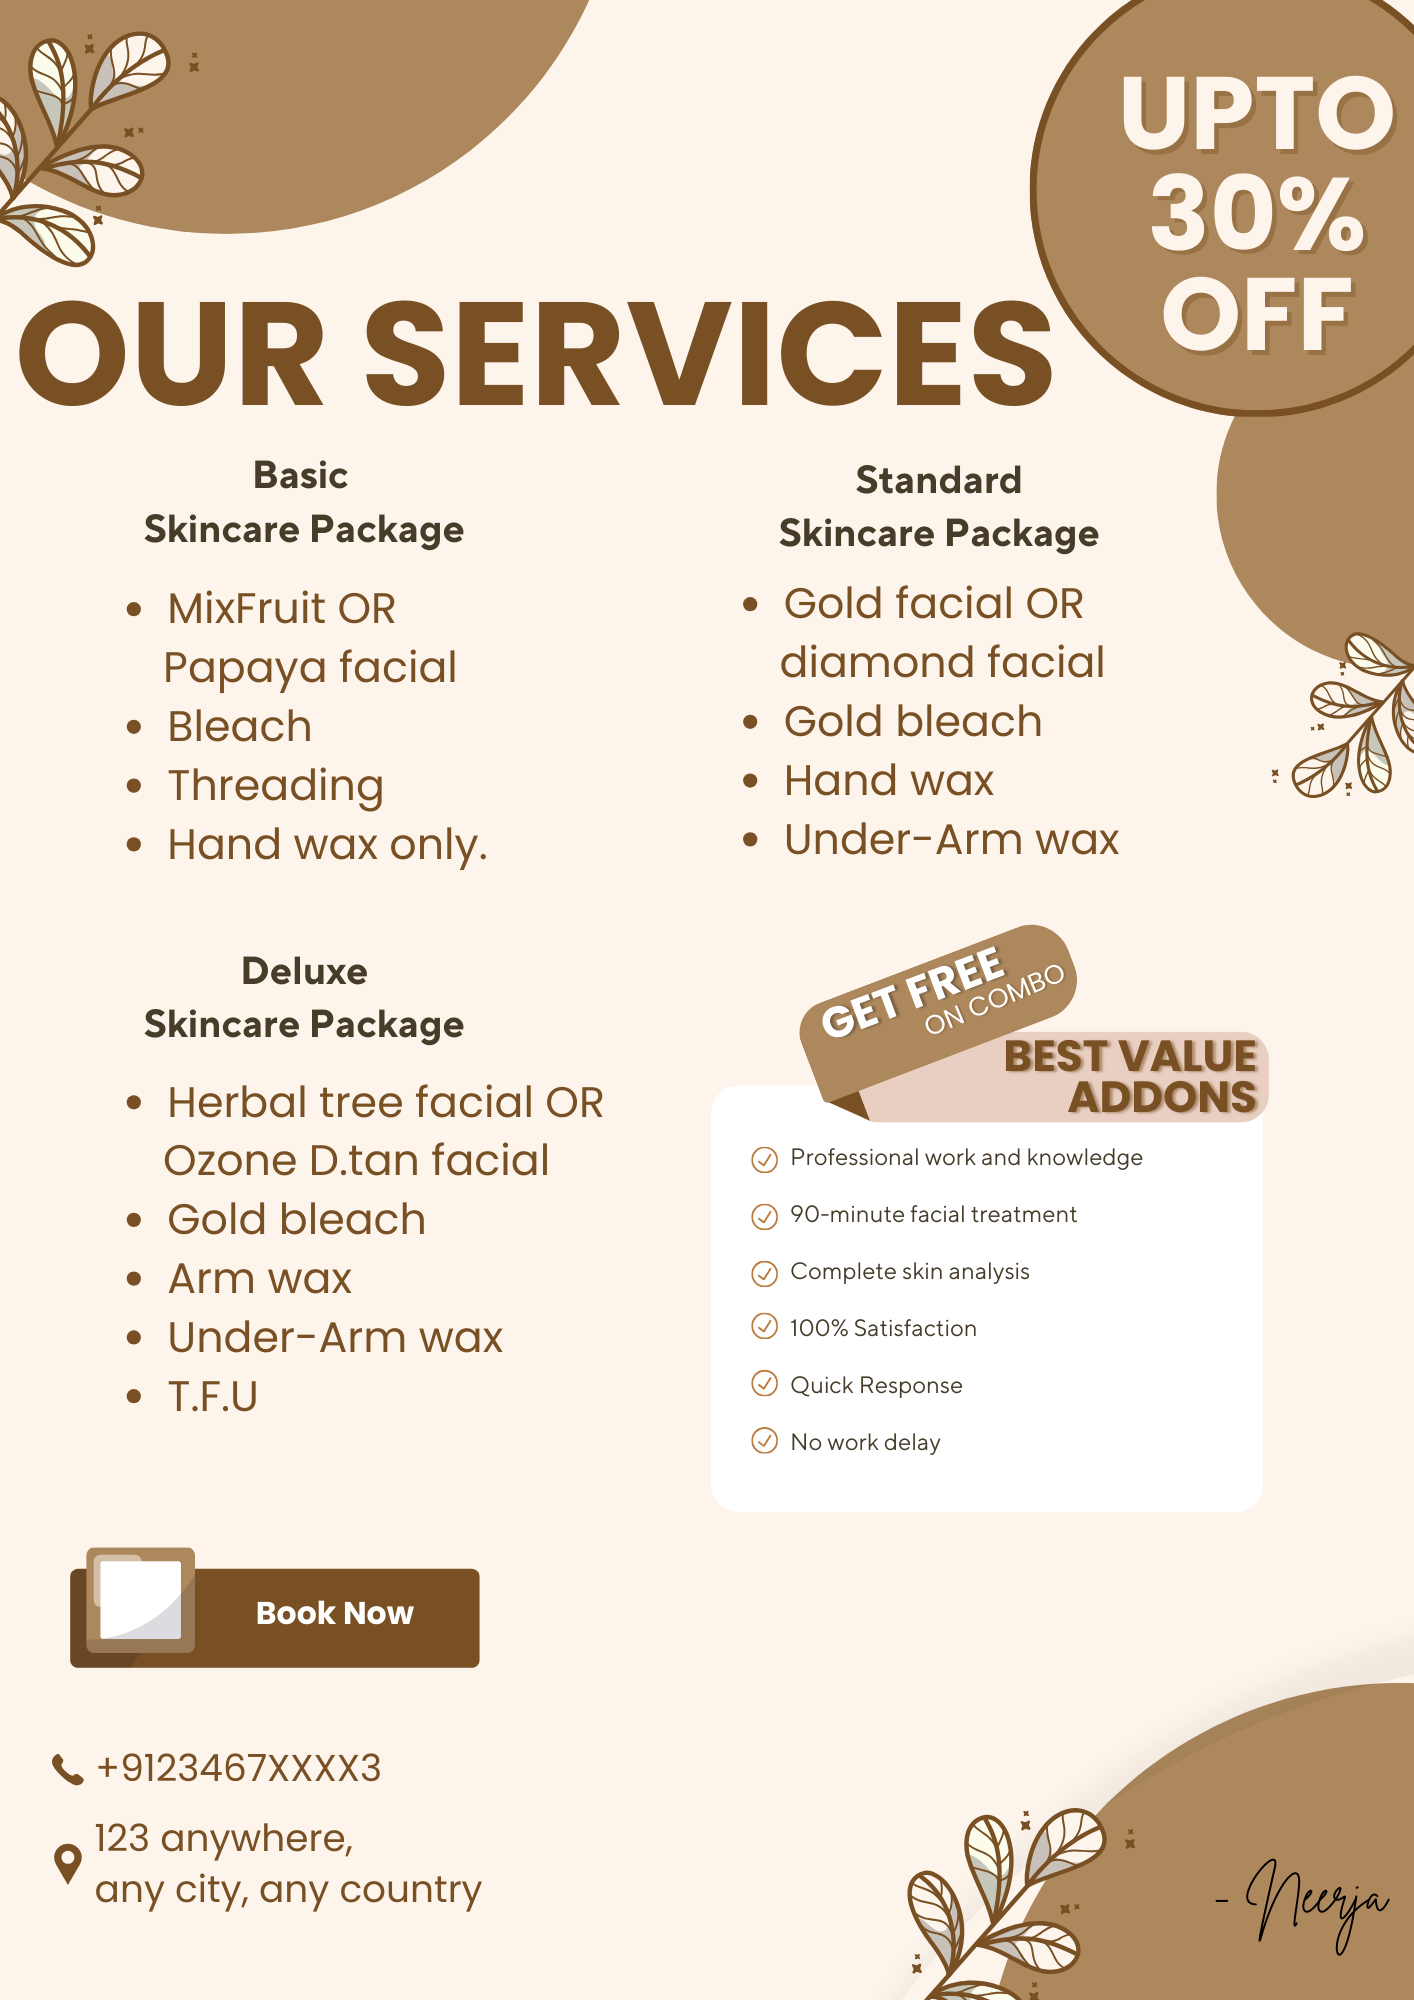 UPTO
30%
OFF
OUR SERVICES
Basic
Skincare Package
MixFruit OR
Papaya facial
Bleach
Threading
Hand wax only.
Standard
Skincare Package
Gold facial OR
diamond facial
Gold bleach
Hand wax
Under-Arm wax
Deluxe
Skincare Package
Herbal tree facial OR
Ozone D.tan facial
Gold bleach
Arm wax
Under-Arm wax
T.F.U
GET FREE
ON COMBO
BEST VALUE
ADDONS
Professional work and knowledge
90-minute facial treatment
Complete skin analysis
100% Satisfaction
Quick Response
No work delay
Book Now
+9123467XXXX3
123 anywhere,
any city, any country
- Neerja